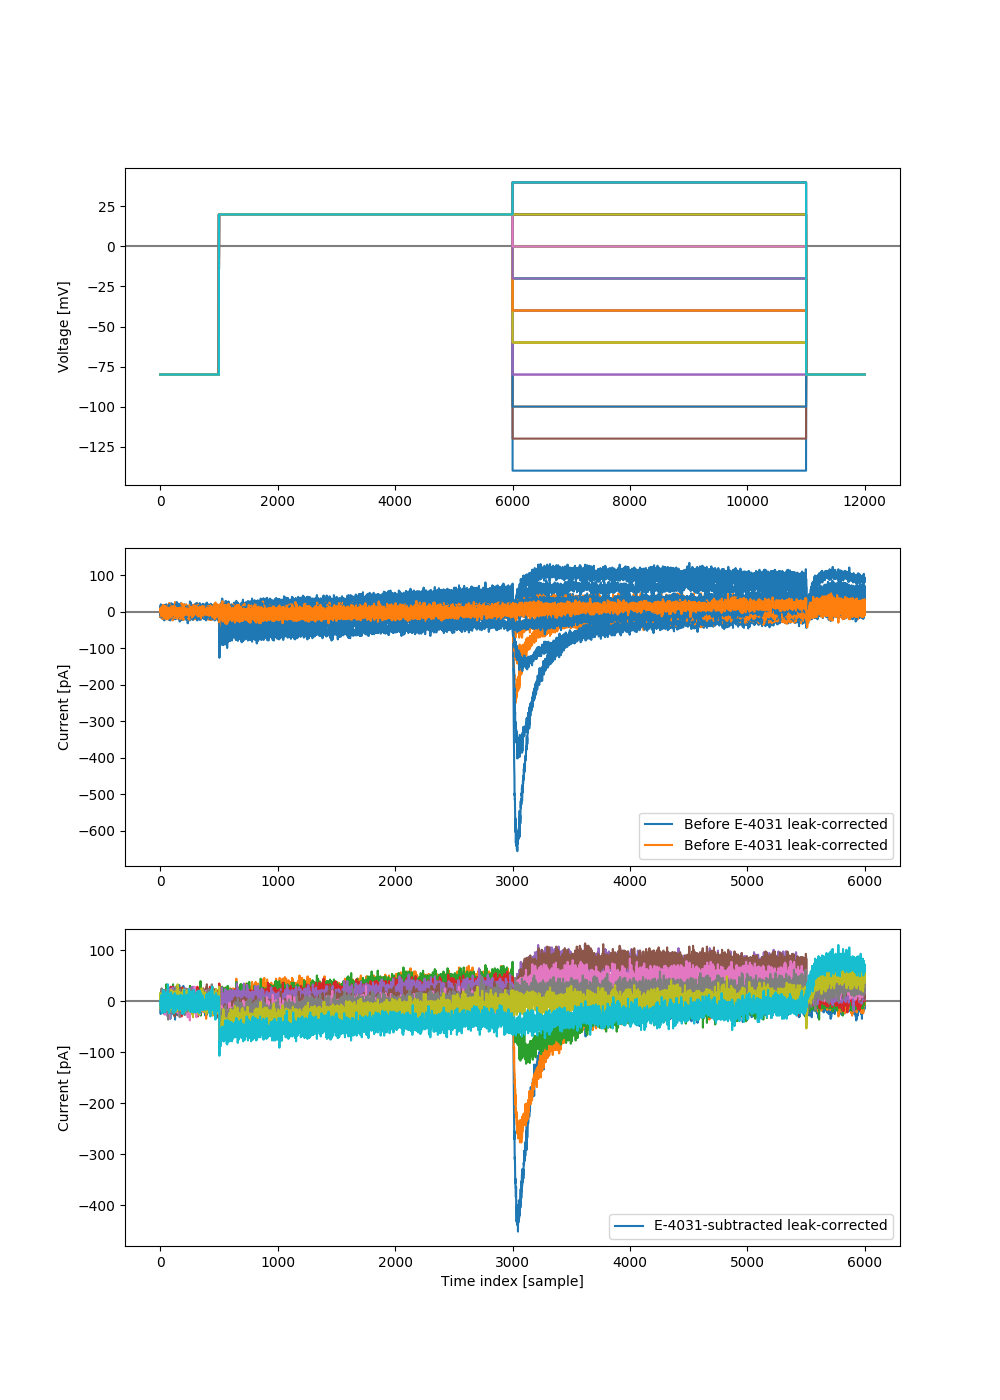 25
0
−25
−50
−75
−100
−125
Voltage [mV]
0 2000 4000 6000 8000 10000 12000
100
0
−100
−200
−300
−400
−500
−600
Current [pA]
Before E-4031 leak-corrected
Before E-4031 leak-corrected
0 1000 2000 3000 4000 5000 6000
100
0
−100
−200
−300
−400
Current [pA]
E-4031-subtracted leak-corrected
0 1000 2000 3000 4000 5000 6000
Time index [sample]